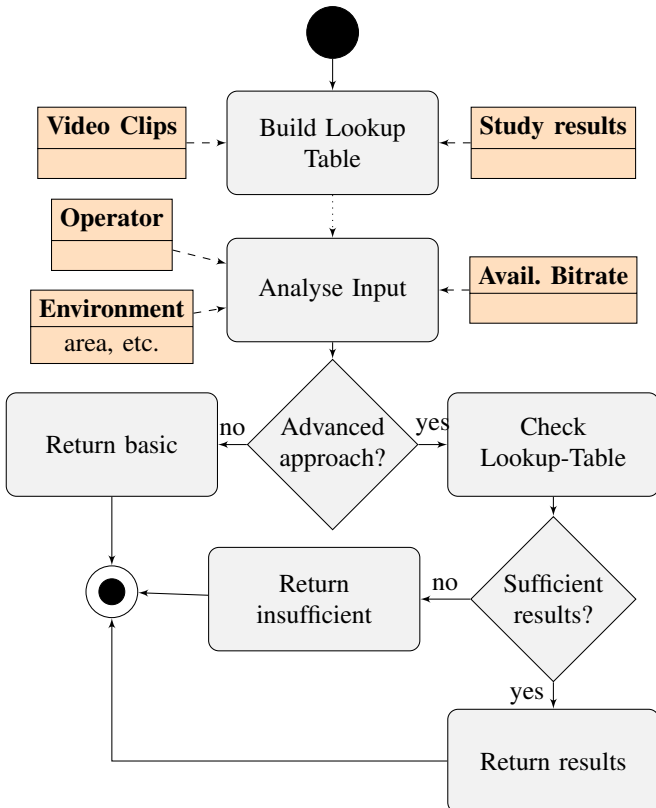 Video Clips
Build Lookup
Table
Study results
Operator
Analyse Input
Avail. Bitrate
Environment
area, etc.
Return basic
no
Advanced
approach?
yes
Check
Lookup-Table
Return
insufficient
no
Sufficient
results?
yes
Return results